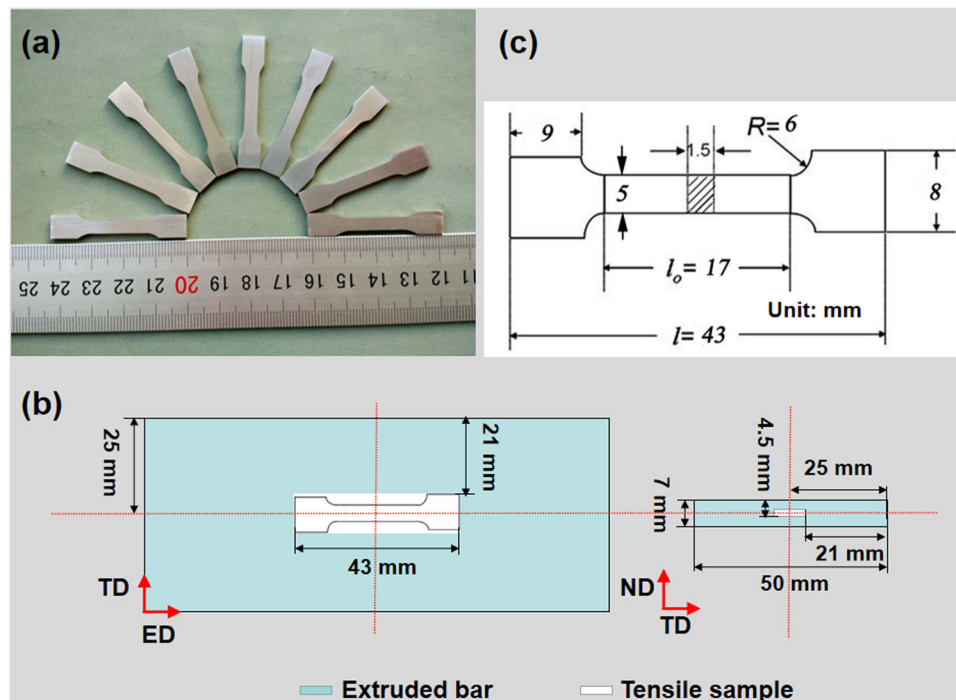 (a)
25 24 23 22 21 20 19 18 17 16 15 14 13 12 11
(c)
9
R= 6
1.5
5
8
lo = 17
Unit: mm
l= 43
(b)
25 mm
21 mm
43 mm
TD
ED
4.5 mm
25 mm
7 mm
21 mm
50 mm
ND
TD
Extruded bar
Tensile sample